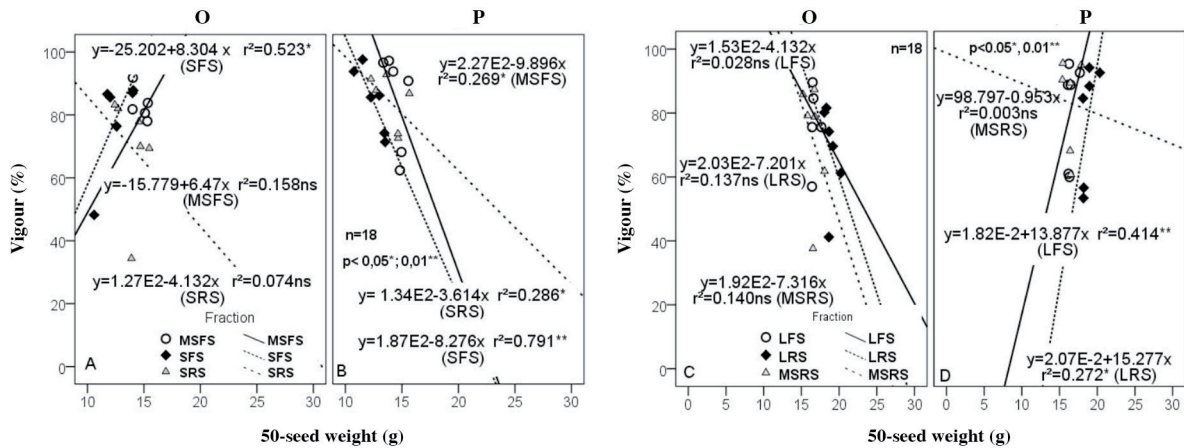 O P O P
y=-25.202+8.304 x r²=0.523*
(SFS)
y=-15.779+6.47x r²=0.158ns
(MSFS)
y=1.27E2-4.132x r²=0.074ns
(SRS)
Fraction
MSFS MSFS
SFS SFS
SRS SRS
A
y=2.27E2-9.896x
r²=0.269* (MSFS)
n=18
p< 0,05*; 0,01**
y= 1.34E2-3.614x r²=0.286*
(SRS)
y=1.87E2-8.276x r²=0.791**
(SFS)
B
Vigour (%)
100
80
60
40
20
0
10 15 20 25 30 10 15 20 25 30
50-seed weight (g)
y=1.53E2-4.132x
r²=0.028ns (LFS)
n=18
y=2.03E2-7.201x
r²=0.137ns (LRS)
y=1.92E2-7.316x
r²=0.140ns (MSRS)
Fraction
LFS LFS
LRS LRS
MSRS MSRS
C
p<0.05*, 0.01**
y=98.797-0.953x
r²=0.003ns
(MSRS)
y=1.82E-2+13.877x r²=0.414**
(LFS)
y=2.07E-2+15.277x
r²=0.272* (LRS)
D
Vigour (%)
100
80
60
40
20
0
0 5 10 15 20 25 30 0 5 10 15 20 25 30
50-seed weight (g)